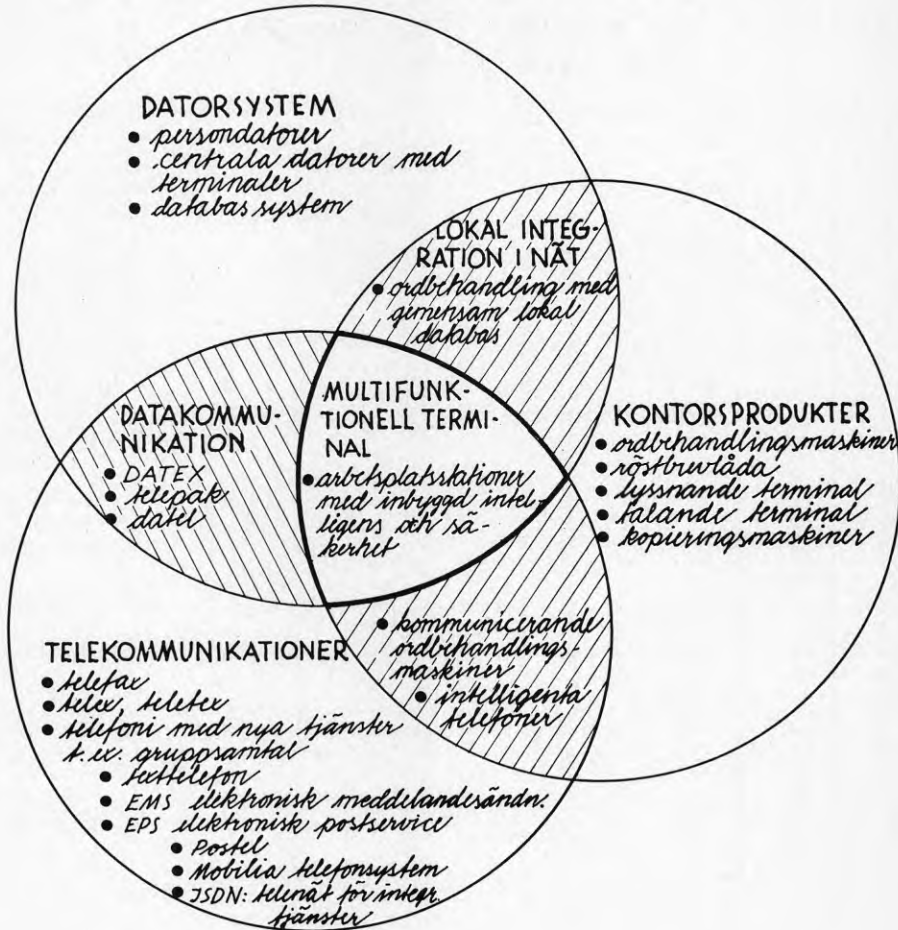 DATORSYSTEM
• persondatorer
• centrala datorer med
terminaler
• databas system
LOKAL INTEG-
RATION I NÄT
• ordbehandling med
gemensam lokal
databas
DATAKOMMU-
NIKATION
• DATEX
• telepak
• datel
MULTIFUNK-
TIONELL TERMI-
NAL
• arbetsplatsstationer
med inbyggd intel-
ligens och sä-
kerhet
KONTORSPRODUKTER
• ordbehandlingsmaskiner
• röstbrevlåda
• lyssnande terminal
• talande terminal
• kopieringsmaskiner
• kommunicerande
ordbehandlings-
maskiner
• intelligenta
telefoner
TELEKOMMUNIKATIONER
• telefax
• telex, teletex
• telefoni med nya tjänster
t. ex. gruppsamtal
• texttelefon
• EMS elektronisk meddelandesändn.
• EPS elektronisk postservice
• Postel
• Mobilia telefonsystem
• ISDN: telenät för integr.
tjänster